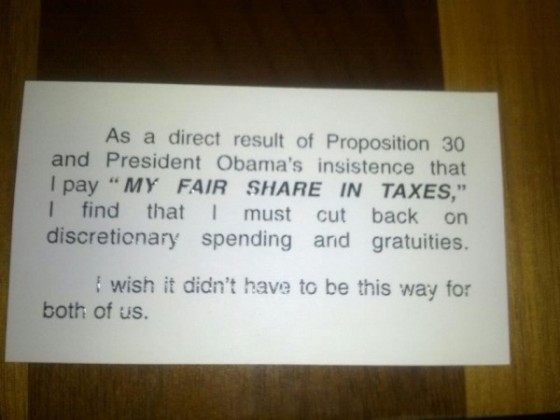 As a direct result of Proposition 30
and President Obama's insistence that
I pay "MY FAIR SHARE IN TAXES,"
I find that I must cut back on
discretionary spending and gratuities.
I wish it didn't have to be this way for
both of us.